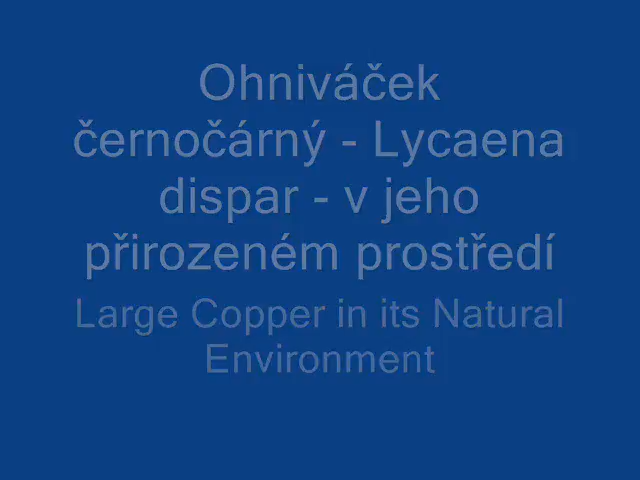 Ohniváček
černočárný - Lycaena
dispar - v jeho
přirozeném prostředí
Large Copper in its Natural
Environment